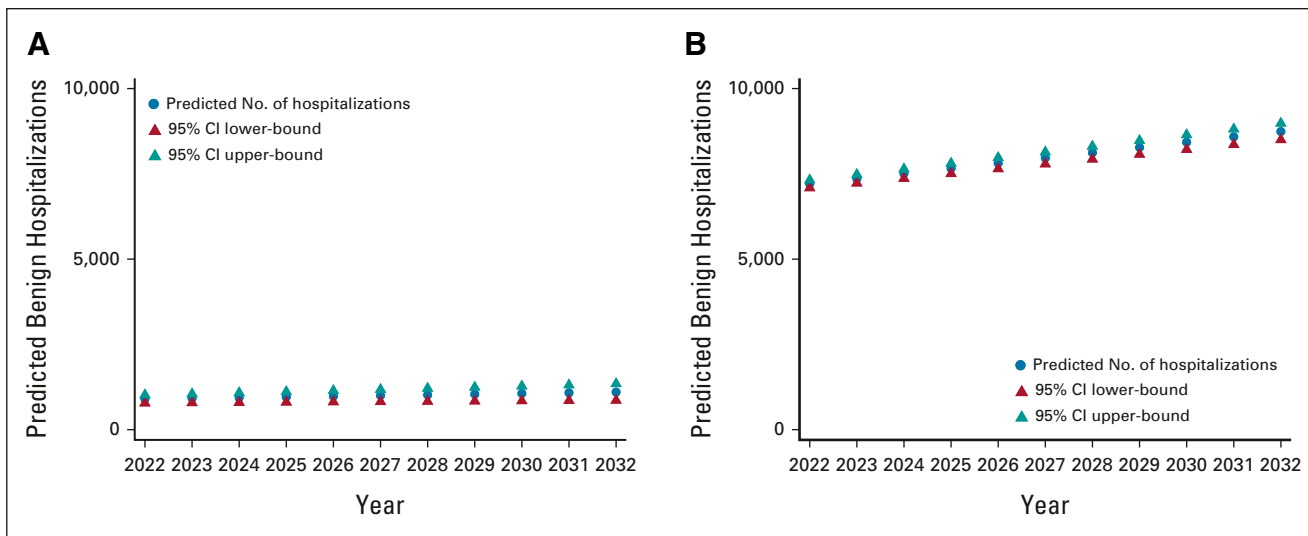 A
Predicted Benign Hospitalizations
10,000
5,000
0
Predicted No. of hospitalizations
95% CI lower-bound
95% CI upper-bound
2022 2023 2024 2025 2026 2027 2028 2029 2030 2031 2032
Year
B
Predicted Benign Hospitalizations
10,000
5,000
0
Predicted No. of hospitalizations
95% CI lower-bound
95% CI upper-bound
2022 2023 2024 2025 2026 2027 2028 2029 2030 2031 2032
Year